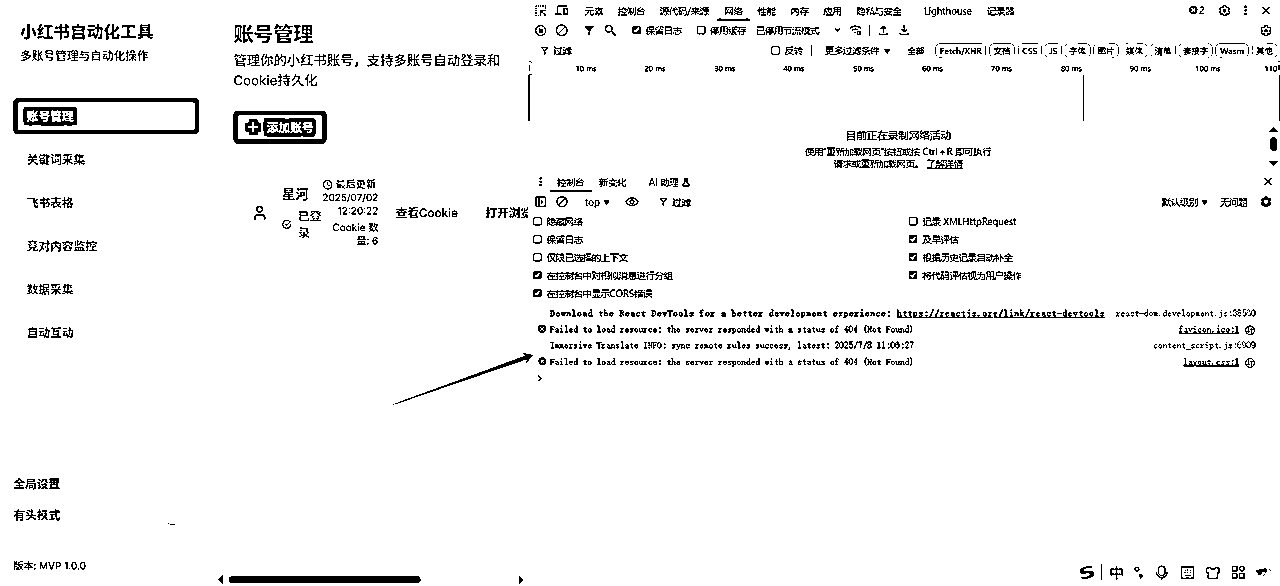 小红书自动化工具
多账号管理与自动化操作
账号管理
关键词采集
飞书表格
竞对内容监控
数据采集
自动互动
全局设置
有头模式
版本: MVP 1.0.0
账号管理
管理你的小红书账号，支持多账号自动登录和
Cookie持久化
添加账号
星河
已登
录
最后更新
2025/07/02
12:20:22
Cookie 数
量: 6
查看Cookie
打开浏览
元素 控制台 源代码/来源 网络 性能 内存 应用 隐私与安全 Lighthouse 记录器 2
保留日志 停用缓存 已停用节流模式
过滤 反转 更多过滤条件 全部 Fetch/XHR 文档 CSS JS 字体 图片 媒体 清单 套接字 Wasm 其他
10 ms 20 ms 30 ms 40 ms 50 ms 60 ms 70 ms 80 ms 90 ms 100 ms 110
目前正在录制网络活动
使用“重新加载网页”按钮或按 Ctrl + R 即可执行
请求或重新加载网页。 了解详情
控制台 新变化 AI 助理
top 过滤 默认级别 无问题
隐藏网络 记录 XMLHttpRequest
保留日志 及早评估
仅限已选择的上下文 根据历史记录自动补全
在控制台中对相似消息进行分组 将代码评估视为用户操作
在控制台中显示CORS错误
Download the React DevTools for a better development experience: https://reactjs.org/link/react-devtools
Failed to load resource: the server responded with a status of 404 (Not Found) favicon.ico:1
Immersive Translate INFO: sync remote rules success, latest:
Failed to load resource: the server responded with a status of 404 (Not Found) layout.css:1
中